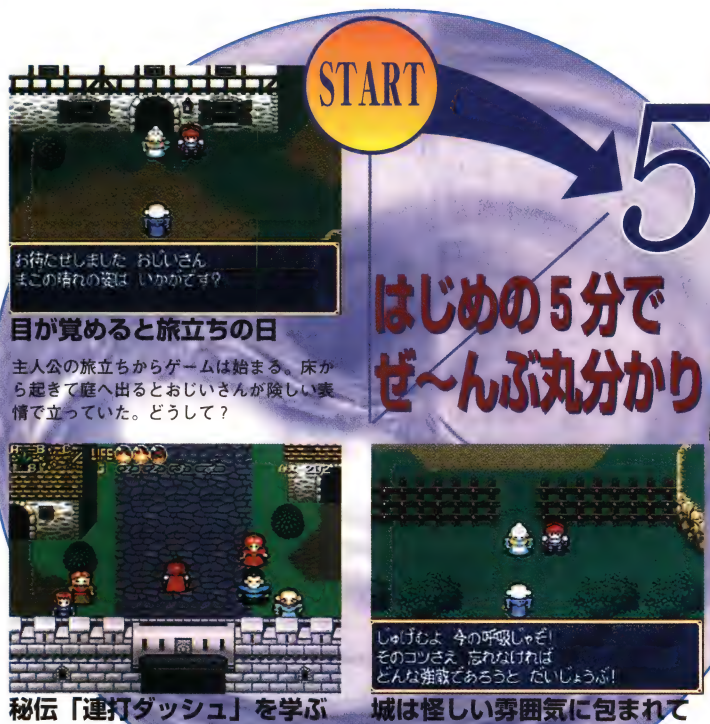 START
5
はじめの5分で
ぜ〜んぶ丸分かり
お待たせしました おじいさん
まごの晴れの姿は いかがです?
目が覚めると旅立ちの日
主人公の旅立ちからゲームは始まる。床か
ら起きて庭へ出るとおじいさんが険しい表
情で立っていた。どうして?
LIFE
秘伝「連打ダッシュ」を学ぶ
じゅげむよ 今の呼吸じゃぞ!
そのコツさえ 忘れなければ
どんな強敵であろうと だいじょうぶ!
城は怪しい雰囲気に包まれて